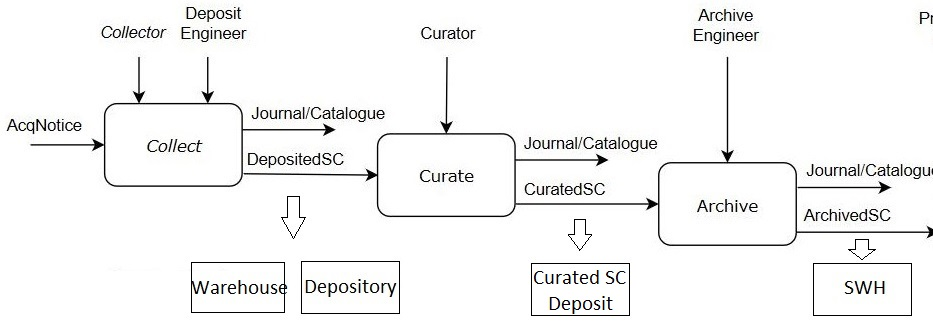 Collector
Deposit
Engineer
Curator
Archive
Engineer
Pr
AcqNotice
Collect
Journal/Catalogue
DepositedSC
Curate
Journal/Catalogue
CuratedSC
Archive
Journal/Catalogue
ArchivedSC
Warehouse
Depository
Curated SC
Deposit
SWH